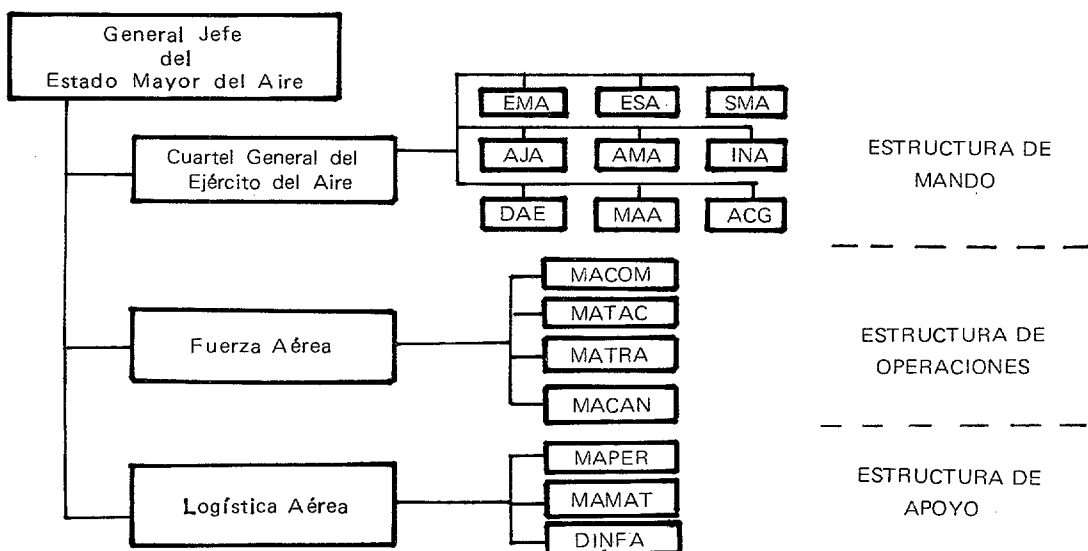 General Jefe
del
Estado Mayor del Aire
EMA ESA SMA
Cuartel General del
Ejército del Aire
AJA AMA INA
DAE MAA ACG
ESTRUCTURA DE
MANDO
MACOM
MATAC
Fuerza Aérea
MATRA
MACAN
ESTRUCTURA DE
OPERACIONES
MAPER
Logística Aérea
MAMAT
DINFA
ESTRUCTURA DE
APOYO